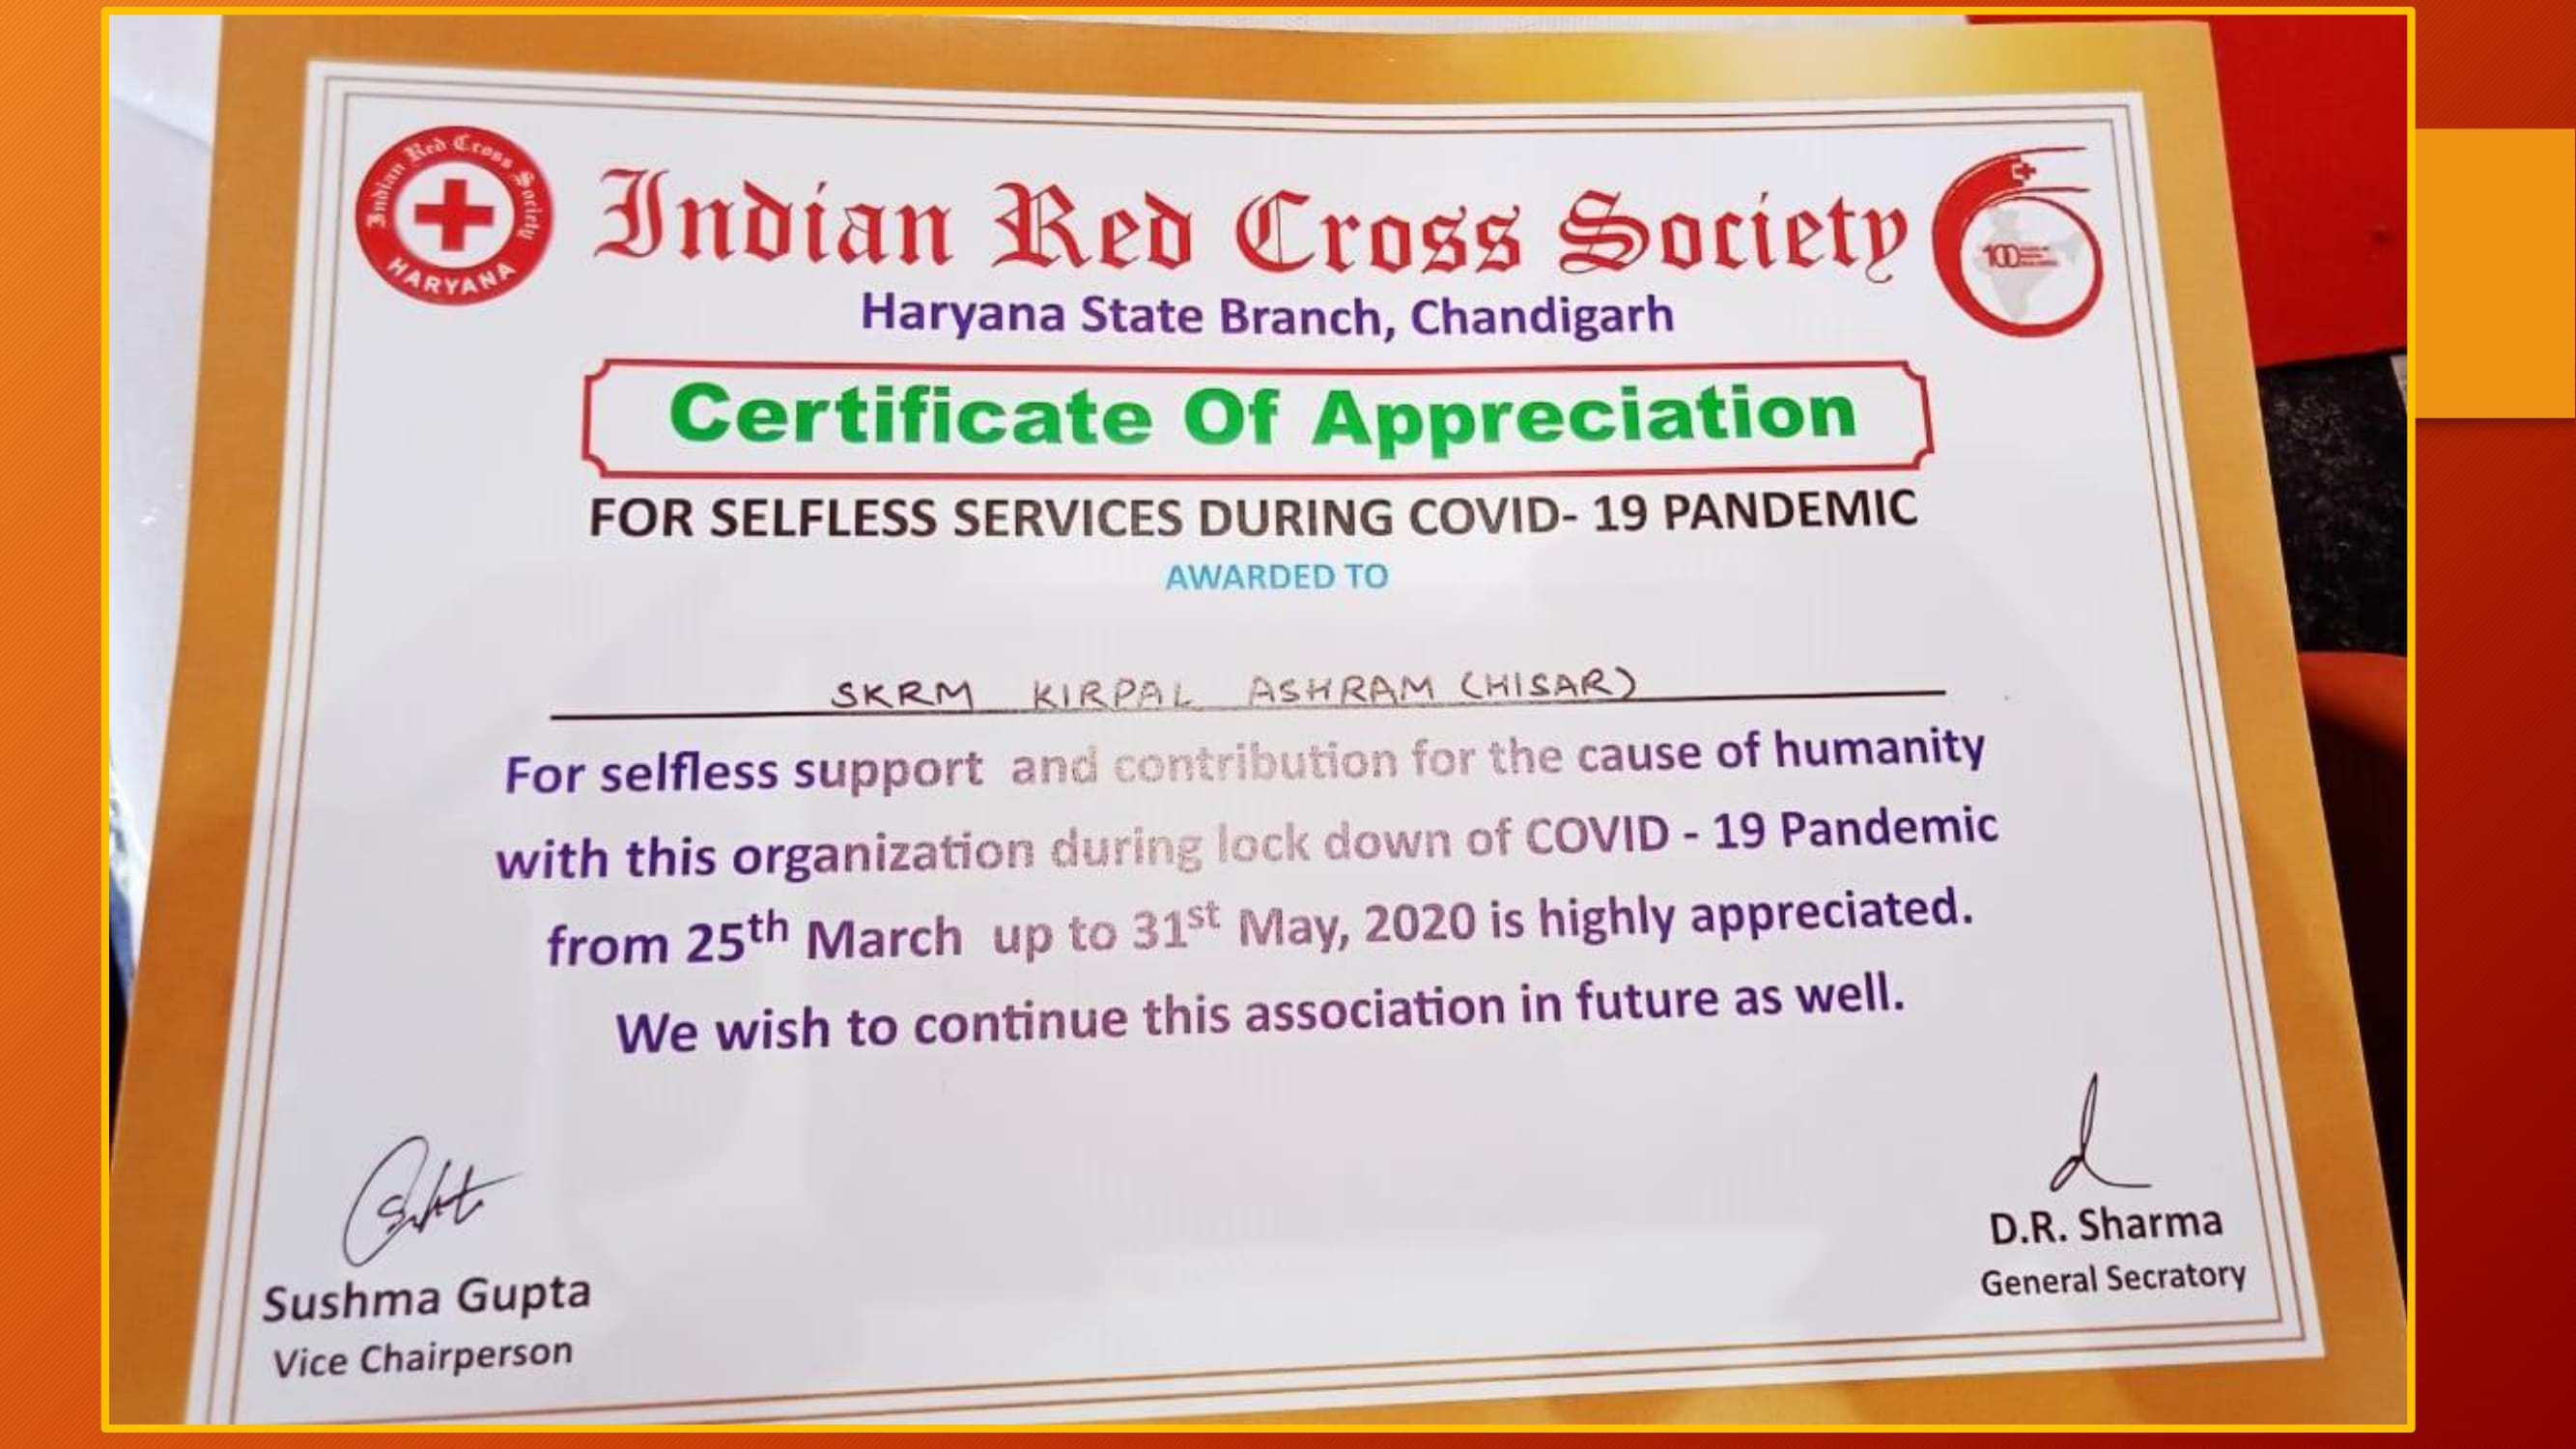 Indian Red Cross Society
HARYANA
Indian Red Cross Society
100
Haryana State Branch, Chandigarh
Certificate Of Appreciation
FOR SELFLESS SERVICES DURING COVID- 19 PANDEMIC
AWARDED TO
SKRM KIRPAL ASHRAM (HISAR)
For selfless support and contribution for the cause of humanity
with this organization during lock down of COVID - 19 Pandemic
from 25th March up to 31st May, 2020 is highly appreciated.
We wish to continue this association in future as well.
D.R. Sharma
General Secratory
Sushma Gupta
Vice Chairperson